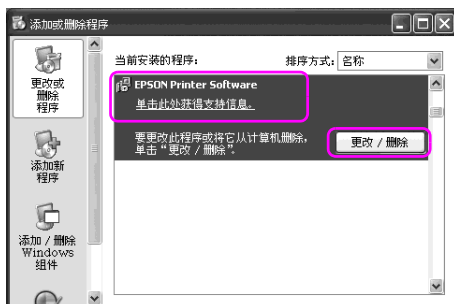 添加或删除程序
当前安装的程序:
排序方式: 名称
更改或
删除
程序
EPSON Printer Software
单击此处获得支持信息。
要更改此程序或将它从计算机删除,
单击“更改 / 删除”。
更改 / 删除
添加新
程序
添加 / 删除
Windows
组件